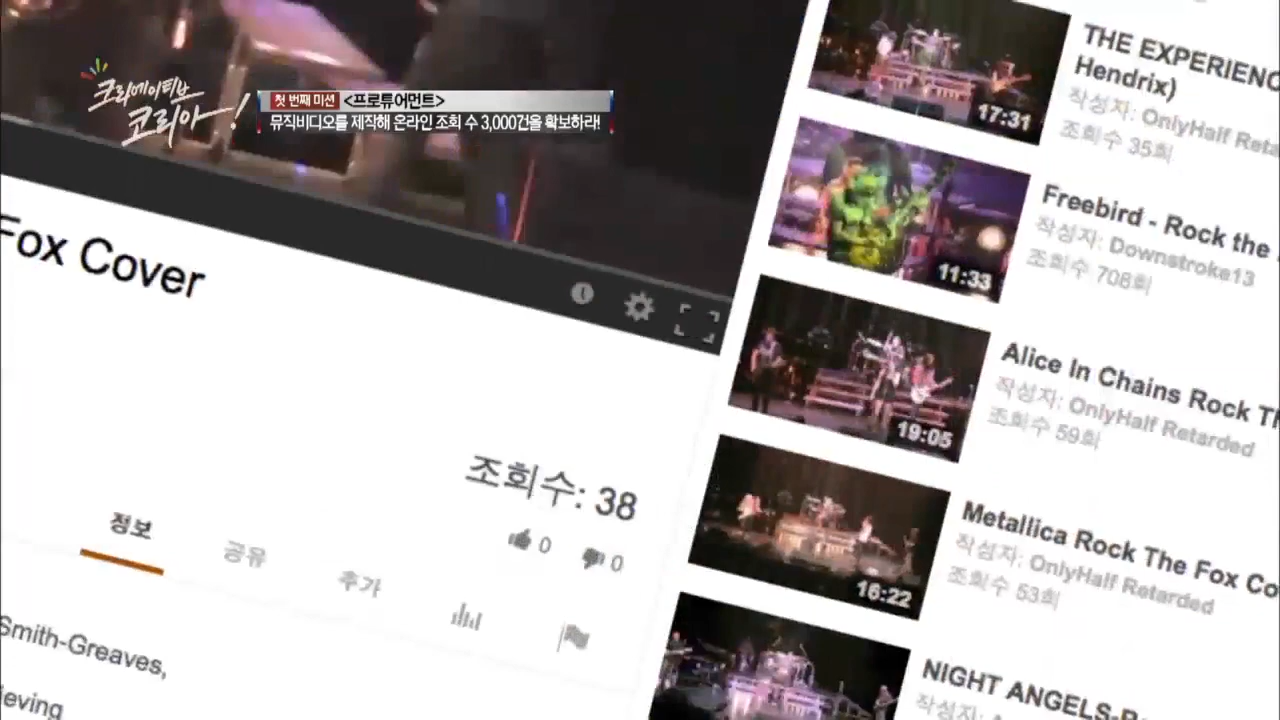 크리에이티브
코리아!
첫 번째 미션 <프로튜어먼트>
뮤직비디오를 제작해 온라인 조회 수 3,000건을 확보하라!
Fox Cover
조회수: 38
0 0
정보 공유 추가
Smith-Greaves,
ieving
17:31
THE EXPERIENC
Hendrix)
작성자: OnlyHalf Reta
조회수 35회
11:33
Freebird - Rock the
작성자: Downstroke13
조회수 708회
19:05
Alice In Chains Rock Th
작성자: OnlyHalf Retarded
조회수 59회
16:22
Metallica Rock The Fox Co
작성자: OnlyHalf Retarded
조회수 53회
NIGHT ANGELS-R
작성자: